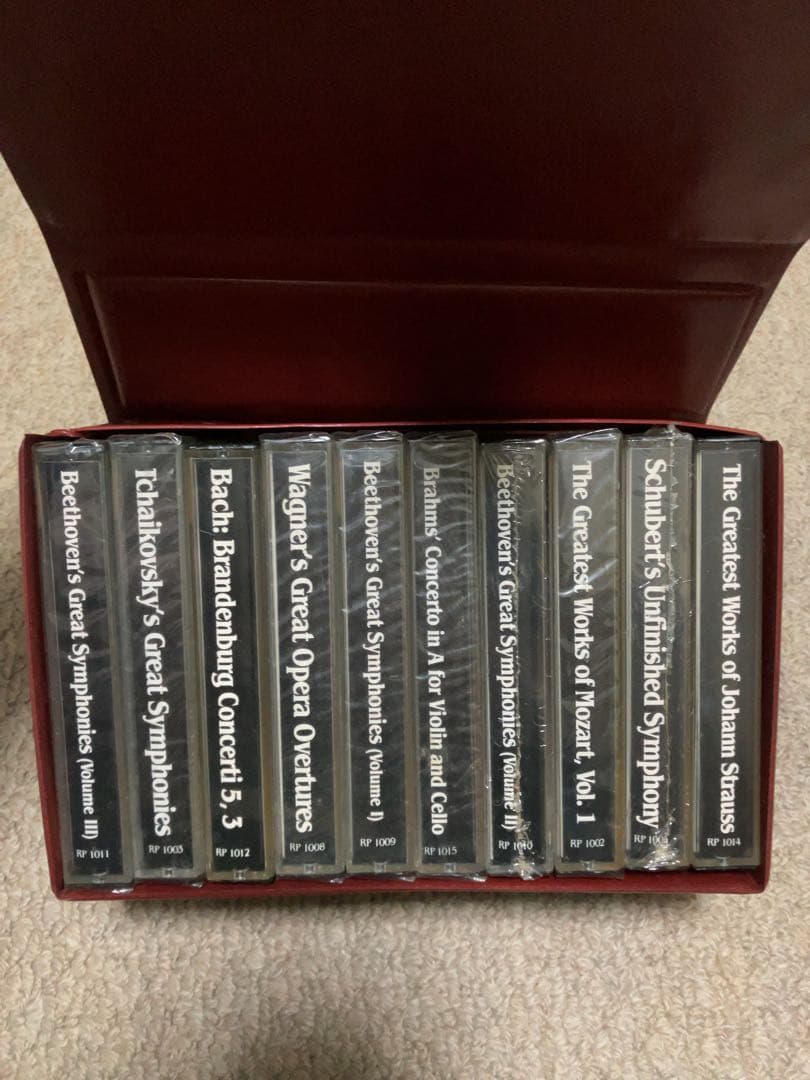 Beethoven's Great Symphonies (Volume III)
RP 1011
Tchaikovsky's Great Symphonies
RP 1003
Bach: Brandenburg Concerti 5, 3
RP 1012
Wagner's Great Opera Overtures
RP 1008
Beethoven's Great Symphonies (Volume I)
RP 1009
Brahms' Concerto in A for Violin and Cello
RP 1015
Beethoven's Great Symphonies (Volume II)
RP 1010
The Greatest Works of Mozart, Vol. 1
RP 1002
Schubert's Unfinished Symphony
RP
The Greatest Works of Johann Strauss
RP 1014